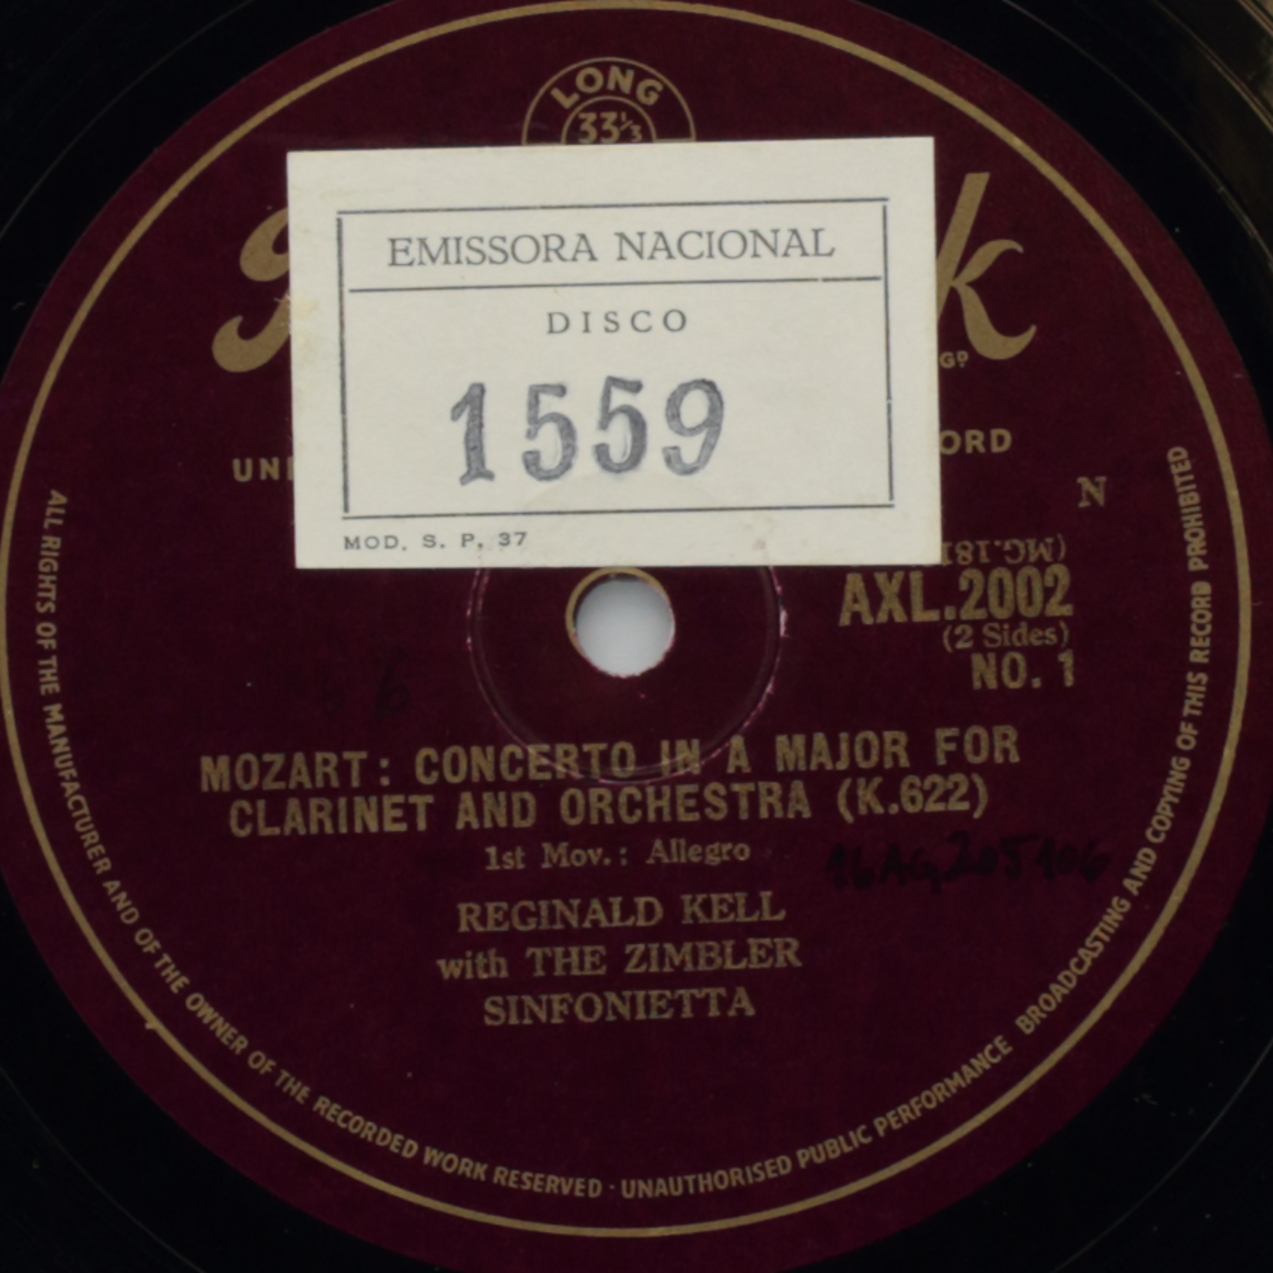 LONG
33⅓
EMISSORA NACIONAL
DISCO
1559
MOD. S. P. 37
N
AXL.2002
(2 Sides)
NO. 1
MOZART: CONCERTO IN A MAJOR FOR
CLARINET AND ORCHESTRA (K.622)
1st Mov.: Allegro
REGINALD KELL
with THE ZIMBLER
SINFONIETTA
ALL RIGHTS OF THE MANUFACTURER AND OF THE OWNER OF THE RECORDED WORK RESERVED · UNAUTHORISED PUBLIC PERFORMANCE BROADCASTING AND COPYING OF THIS RECORD PROHIBITED